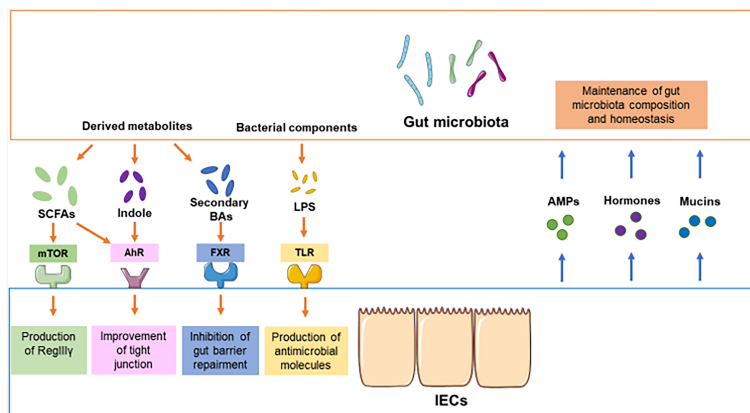 Gut microbiota
Maintenance of gut
microbiota composition
and homeostasis
Derived metabolites
Bacterial components
SCFAs
Indole
Secondary
BAs
LPS
AMPs
Hormones
Mucins
mTOR
AhR
FXR
TLR
Production
of RegIIIγ
Improvement
of tight
junction
Inhibition of
gut barrier
repairment
Production of
antimicrobial
molecules
IECs